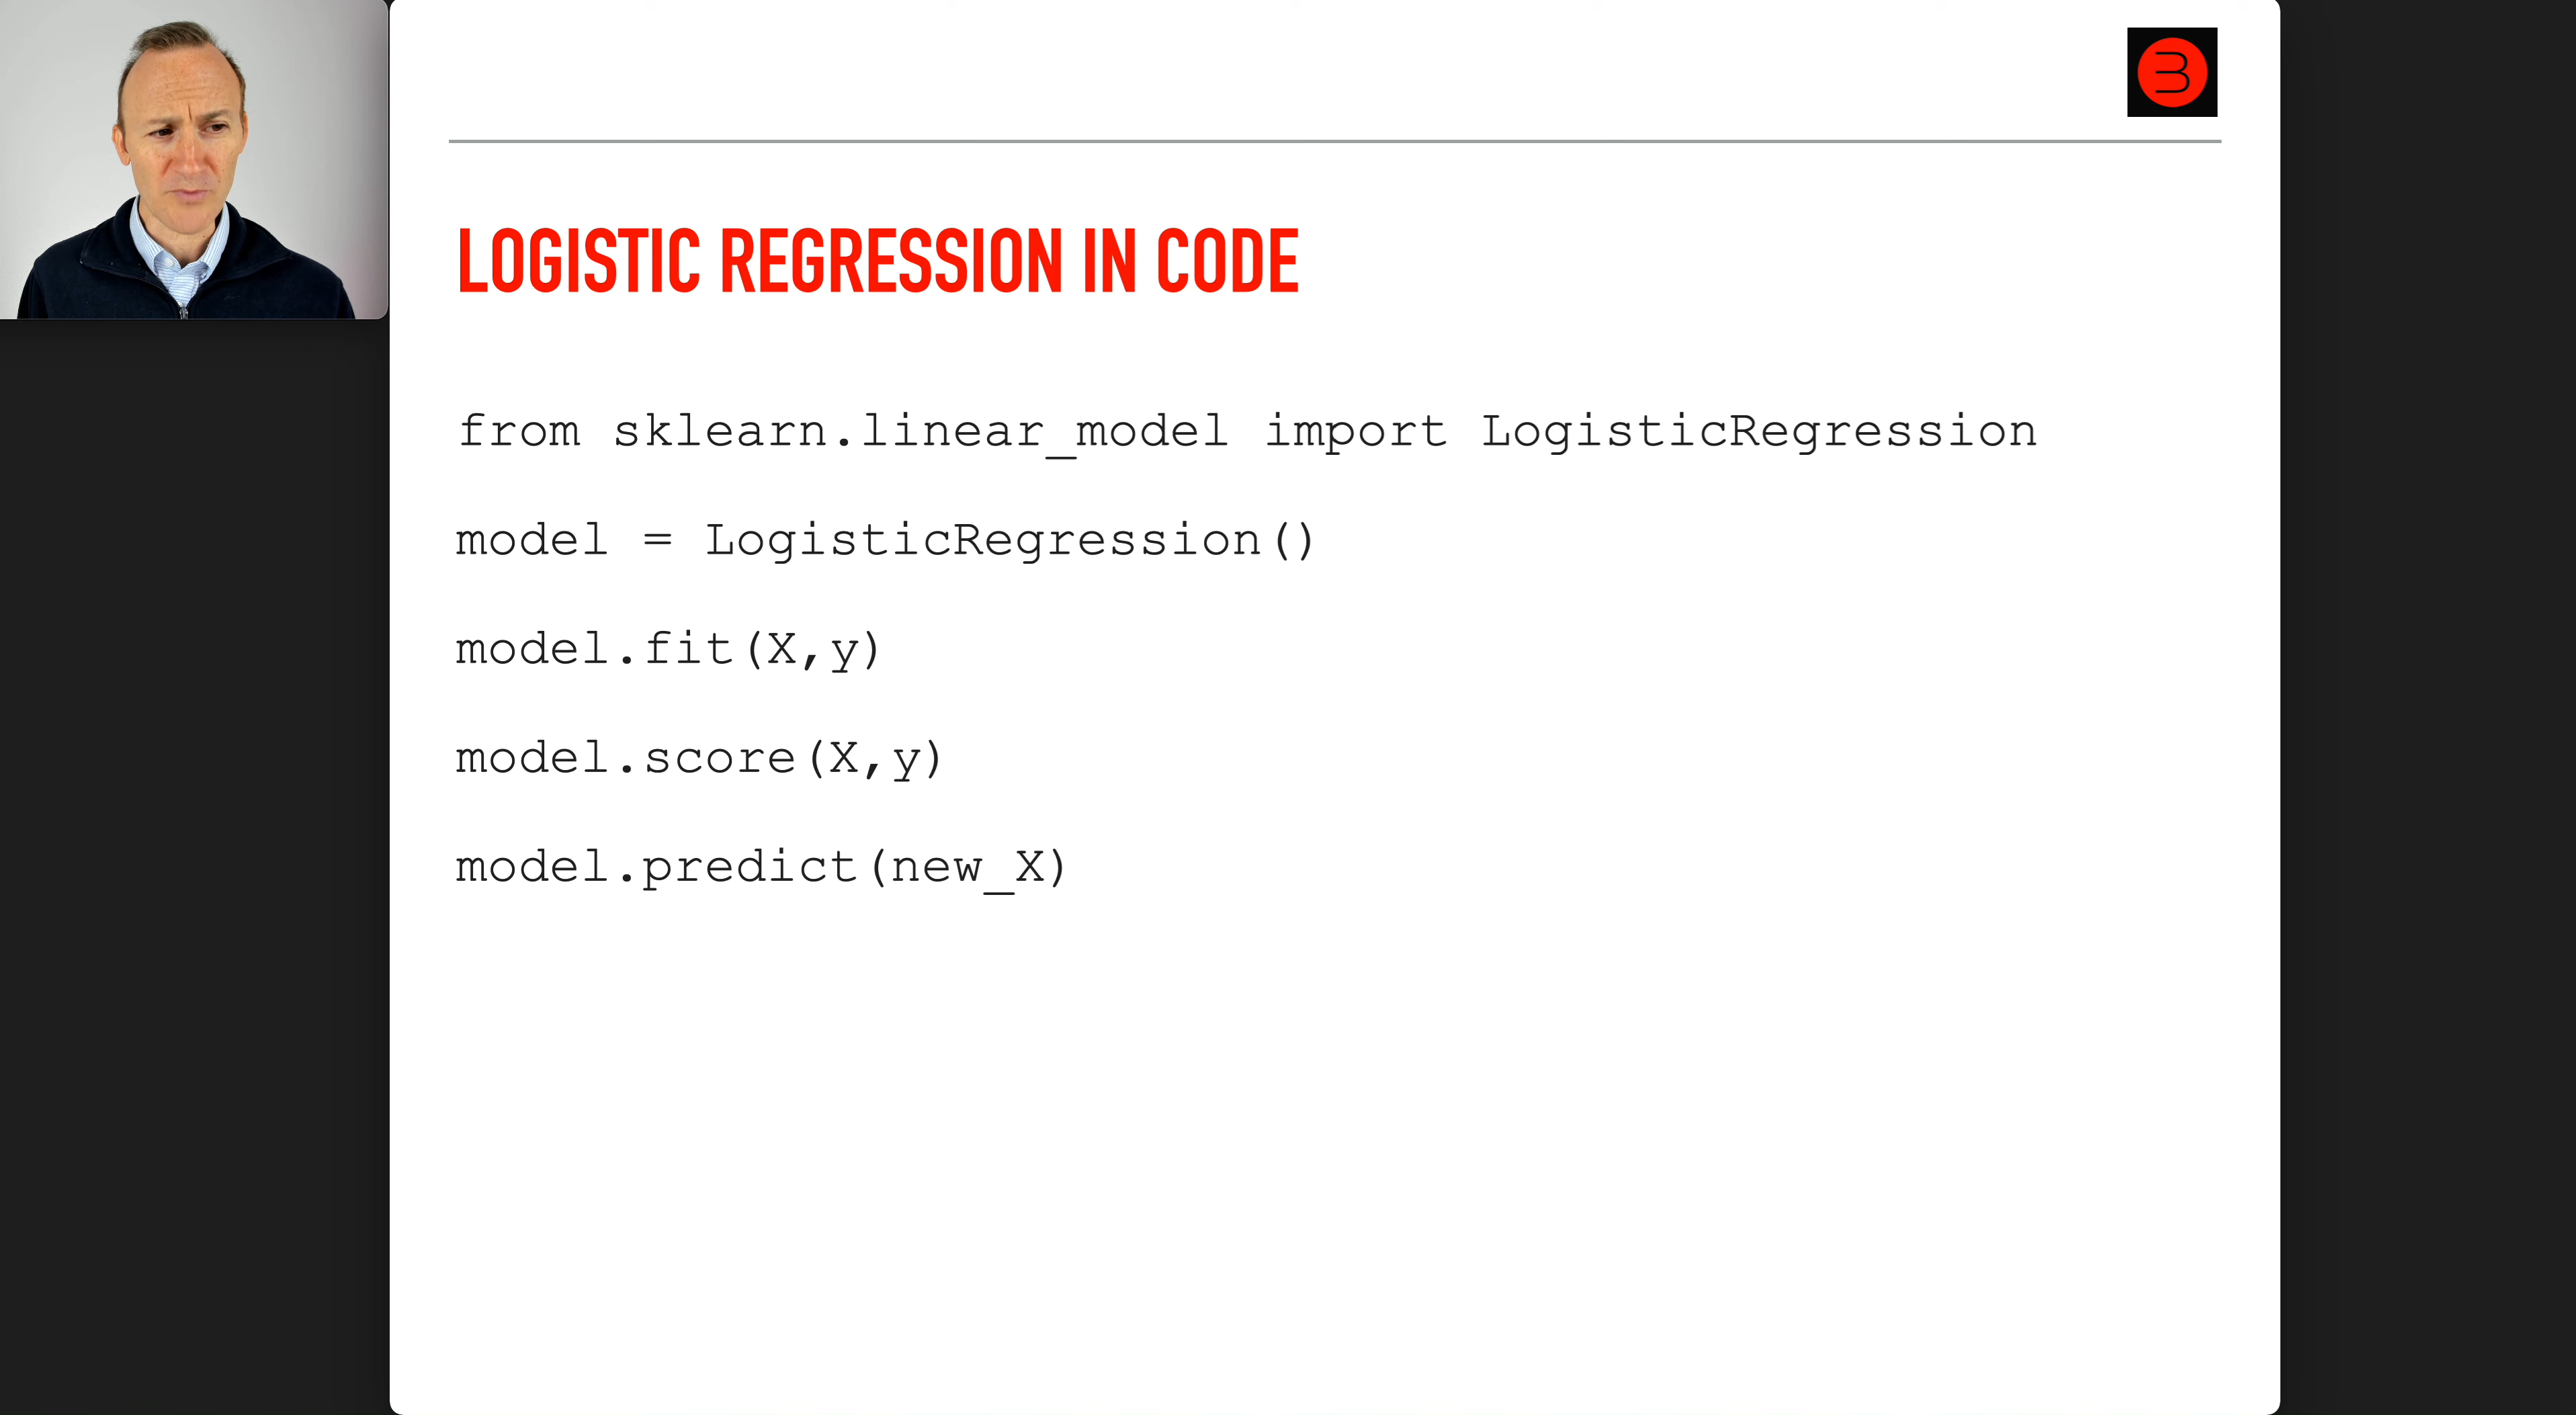 LOGISTIC REGRESSION IN CODE
from sklearn.linear_model import LogisticRegression
model = LogisticRegression()
model.fit(X,y)
model.score(X,y)
model.predict(new_X)